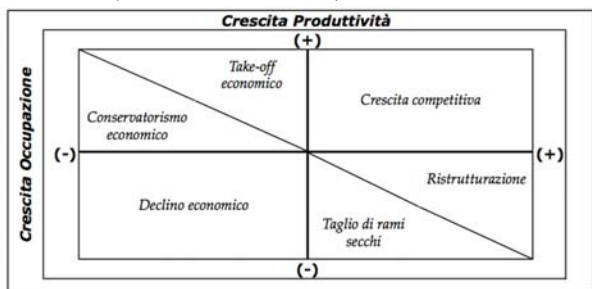 Crescita Produttività
(+)
Take-off
economico
Crescita competitiva
Conservatorismo
economico
Crescita Occupazione
(-)
(+)
Ristrutturazione
Declino economico
Taglio di rami
secchi
(-)